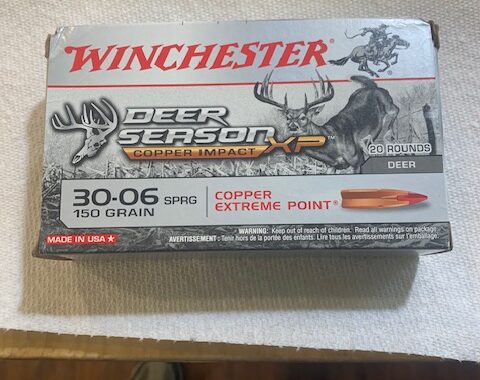 WINCHESTER®
DEER
SEASON XP™
COPPER IMPACT
20 ROUNDS
DEER
30-06 SPRG
150 GRAIN
COPPER
EXTREME POINT®
WARNING: Keep out of reach of children. Read all warnings on package.
AVERTISSEMENT: Tenir hors de la portée des enfants. Lire tous les avertissements sur l'emballage.
MADE IN USA★